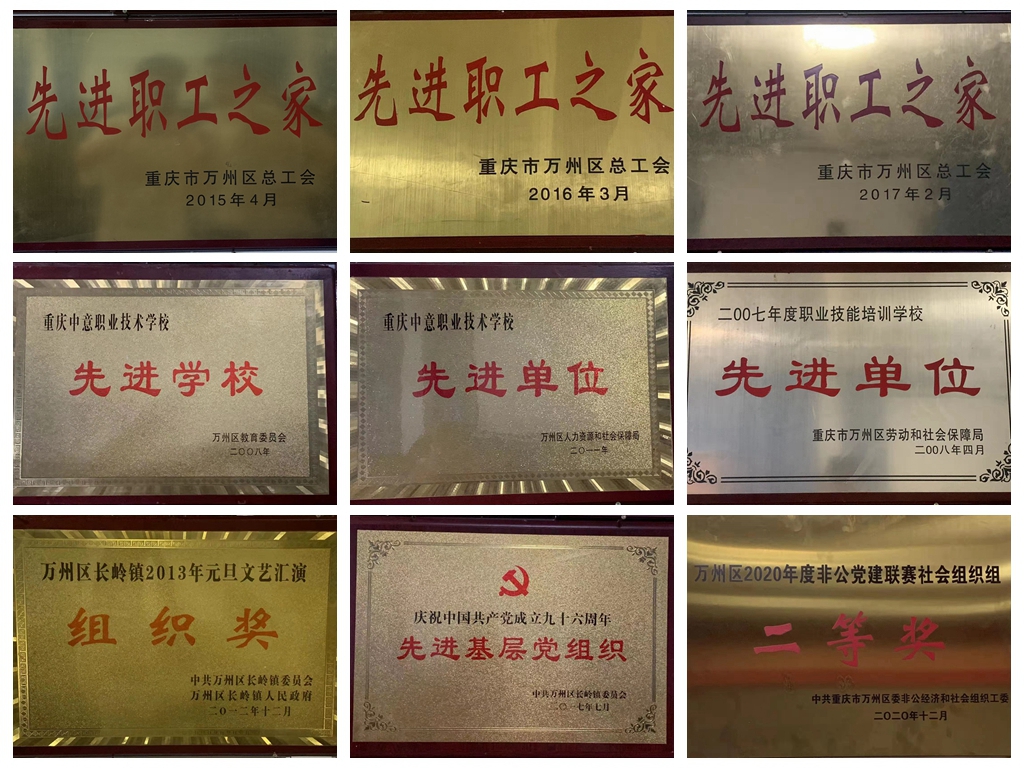 先进职工之家
重庆市万州区总工会
2015年4月
先进职工之家
重庆市万州区总工会
2016年3月
先进职工之家
重庆市万州区总工会
2017年2月
重庆中意职业技术学校
先进学校
万州区教育委员会
二〇〇八年
重庆中意职业技术学校
先进单位
万州区人力资源和社会保障局
二〇一一年
二00七年度职业技能培训学校
先进单位
重庆市万州区劳动和社会保障局
二00八年四月
万州区长岭镇2013年元旦文艺汇演
组织奖
中共万州区长岭镇委员会
万州区长岭镇人民政府
二〇一二年十二月
庆祝中国共产党成立九十六周年
先进基层党组织
中共万州区长岭镇委员会
二〇一七年七月
万州区2020年度非公党建联赛社会组织组
二等奖
中共重庆市万州区委非公经济和社会组织工委
二〇二〇年十二月